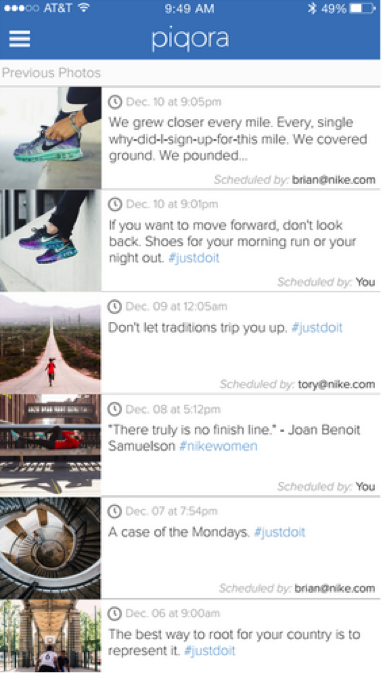 AT&T 9:49 AM 49%
piqora
Previous Photos
Dec. 10 at 9:05pm
We grew closer every mile. Every, single
why-did-I-sign-up-for-this mile. We covered
ground. We pounded...
Scheduled by: brian@nike.com
Dec. 10 at 9:01pm
If you want to move forward, don't look
back. Shoes for your morning run or your
night out. #justdoit
Scheduled by: You
Dec. 09 at 12:05am
Don't let traditions trip you up. #justdoit
Scheduled by: tory@nike.com
Dec. 08 at 5:12pm
"There truly is no finish line." - Joan Benoit
Samuelson #nikewomen
Scheduled by: You
Dec. 07 at 7:54pm
A case of the Mondays. #justdoit
Scheduled by: brian@nike.com
Dec. 06 at 9:00am
The best way to root for your country is to
represent it. #justdoit